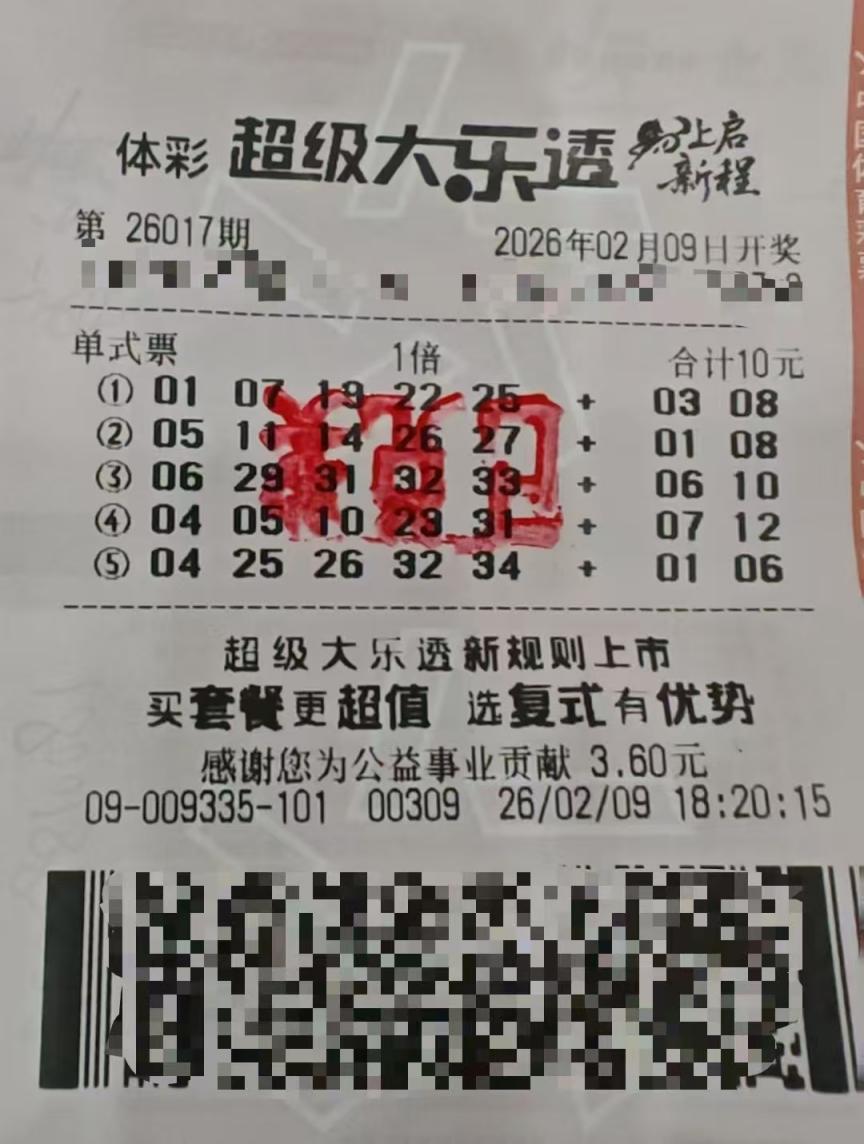 体彩 超级大乐透 马上启新程
第 26017期 2026年02月09日开奖
单式票 1倍 合计10元
① 01 07 19 22 25 + 03 08
② 05 11 14 26 27 + 01 08
③ 06 29 31 32 33 + 06 10
④ 04 05 10 23 31 + 07 12
⑤ 04 25 26 32 34 + 01 06
超级大乐透新规则上市
买套餐更超值 选复式有优势
感谢您为公益事业贡献 3.60元
09-009335-101 00309 26/02/09 18:20:15